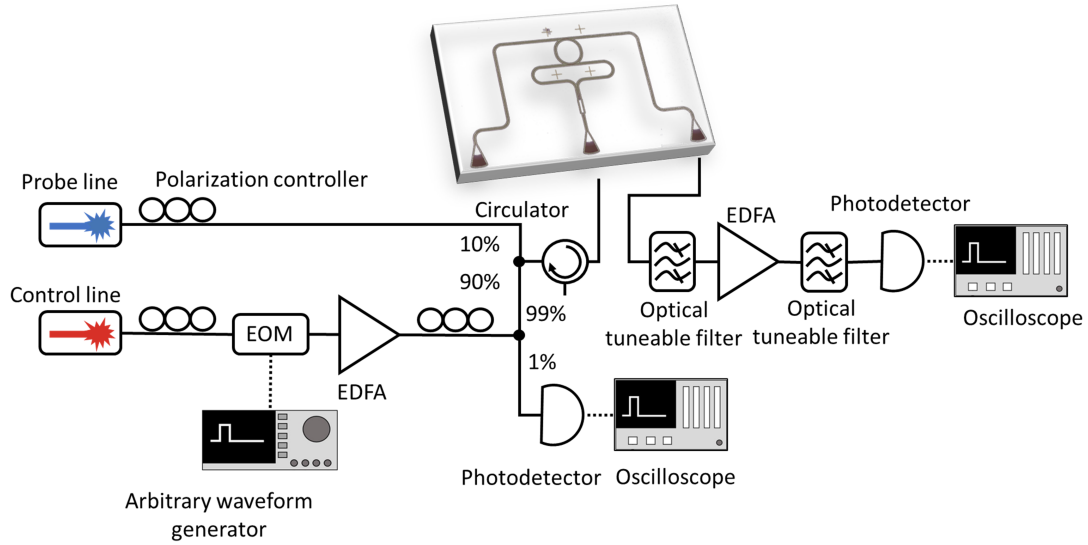 Probe line
Polarization controller
Circulator
10%
90%
Control line
EOM
EDFA
99%
1%
Photodetector
Oscilloscope
Arbitrary waveform
generator
EDFA
Photodetector
Optical
tuneable filter
Optical
tuneable filter
Oscilloscope